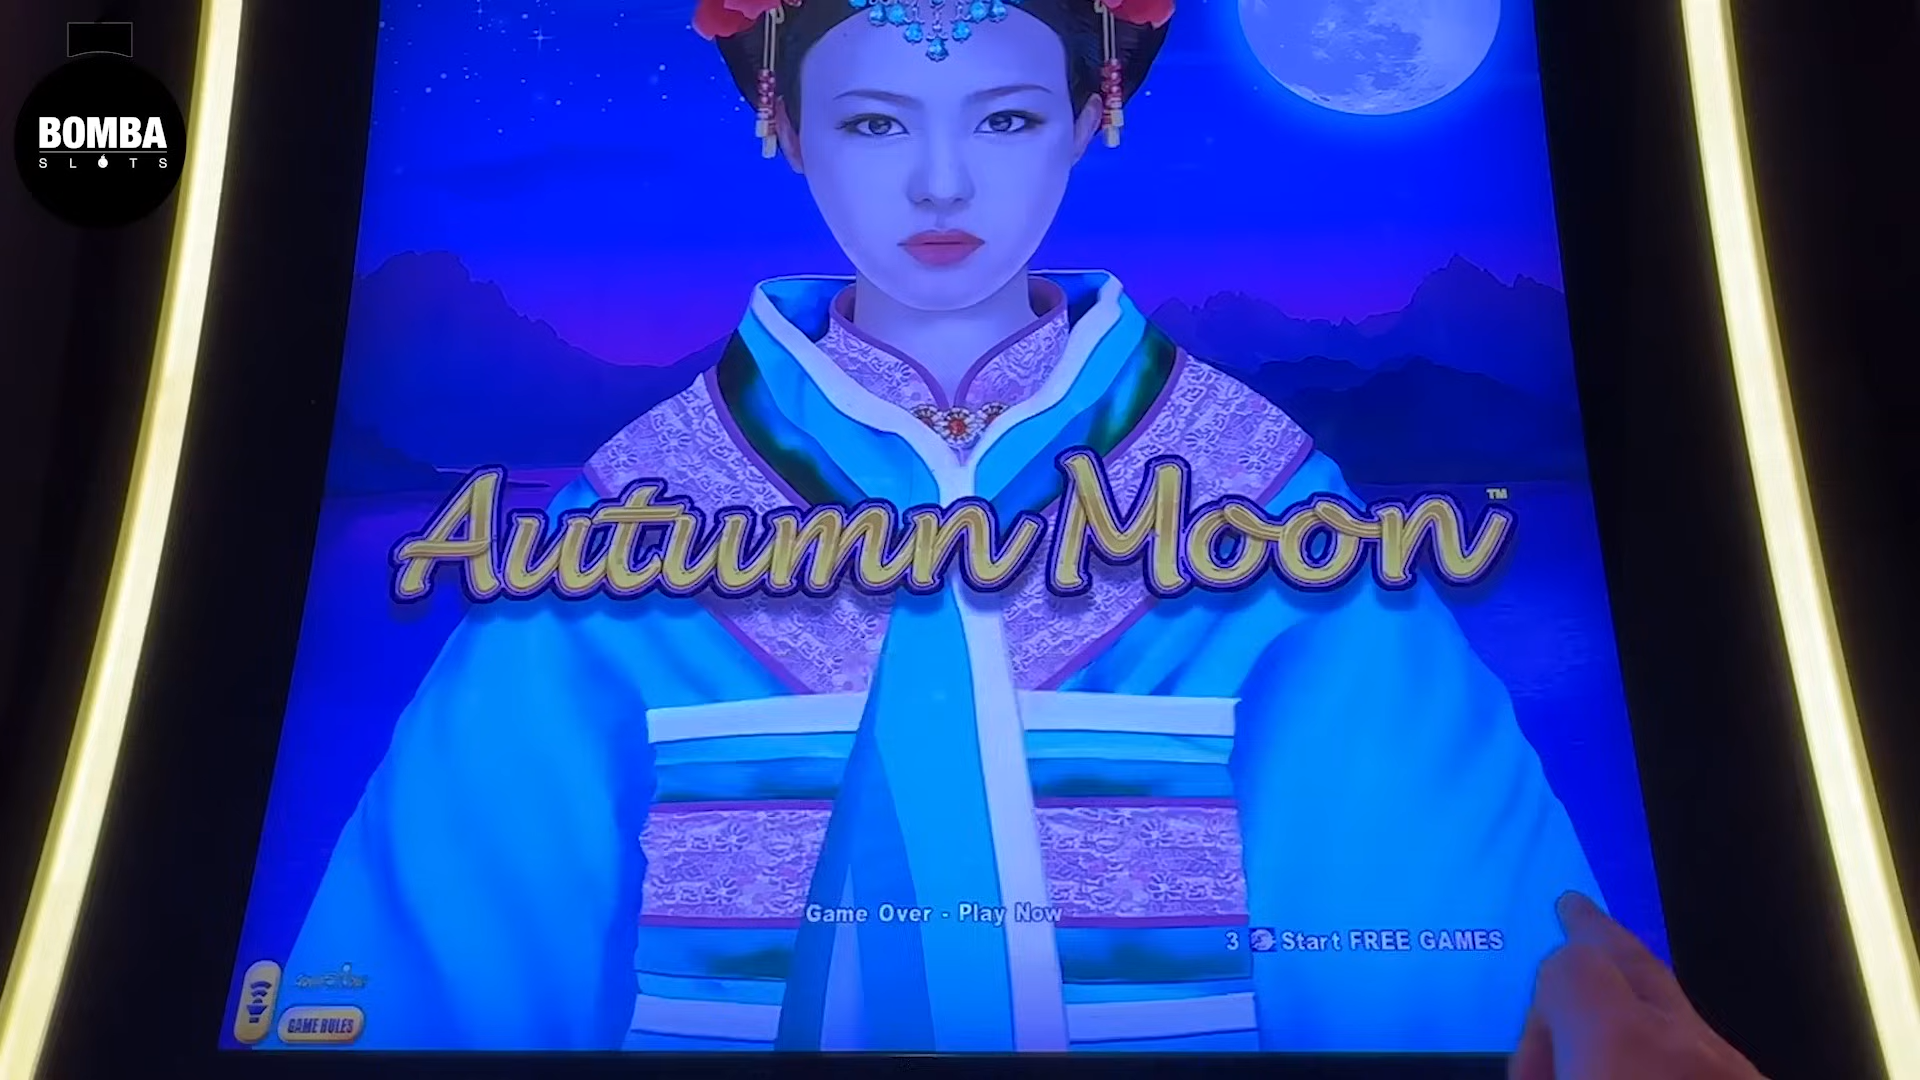 BOMBA
SLOTS
Autumn Moon™
Game Over - Play Now
3 Start FREE GAMES
GAME RULES